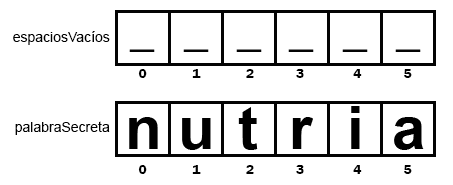 espaciosVacíos _ _ _ _ _ _
0 1 2 3 4 5
palabraSecreta n u t r i a
0 1 2 3 4 5